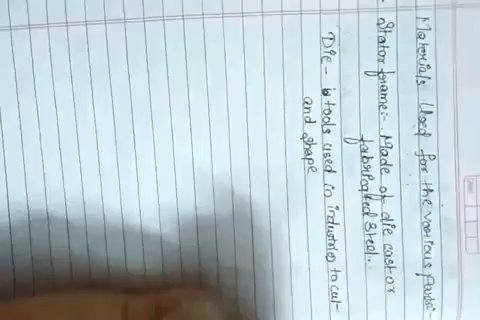 Materials Used for the various parts:-
Stator frame:- Made of die cast or
fabricated steel..
Die - is tools used in industries to cut-
and shape